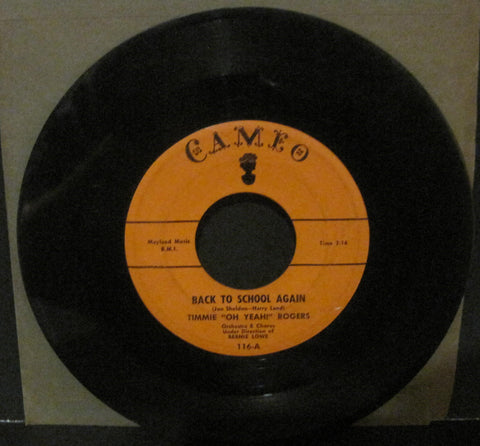 CAMEO
Mayland Music
B.M.I.
Time 2:14
BACK TO SCHOOL AGAIN
(Jon Sheldon-Harry Land)
TIMMIE "OH YEAH!" ROGERS
Orchestra & Chorus
Under Direction of
BERNIE LOWE
116-A